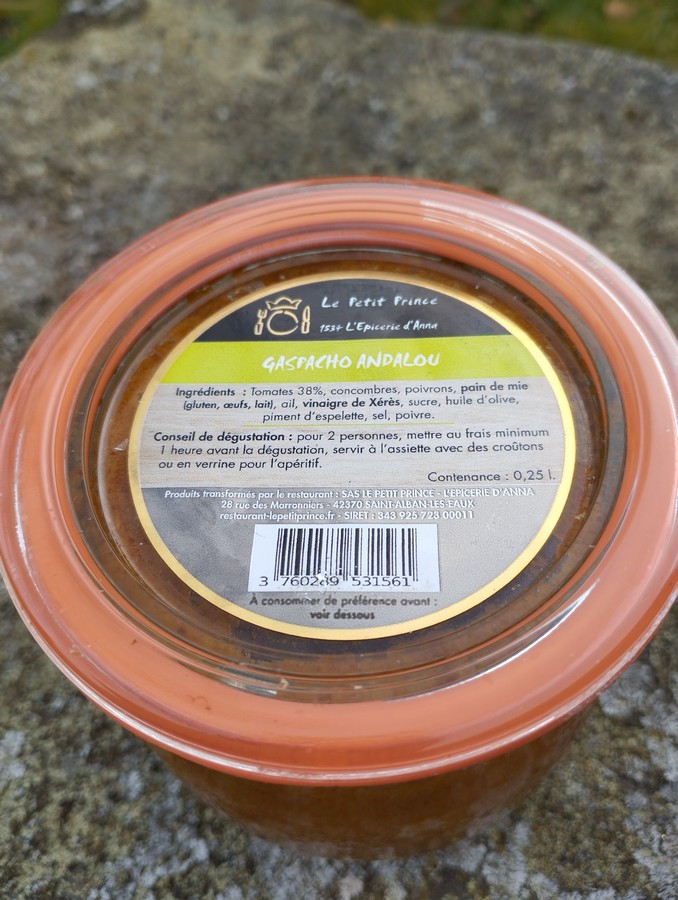 Le Petit Prince
1534 L'Epicerie d'Anna
GASPACHO ANDALOU
Ingrédients : Tomates 38%, concombres, poivrons, pain de mie
(gluten, œufs, lait), ail, vinaigre de Xérès, sucre, huile d'olive,
piment d'espelette, sel, poivre.
Conseil de dégustation : pour 2 personnes, mettre au frais minimum
1 heure avant la dégustation, servir à l'assiette avec des croûtons
ou en verrine pour l'apéritif.
Contenance : 0,25 l.
Produits transformés par le restaurant : SAS LE PETIT PRINCE - L'EPICERIE D'ANNA
28 rue des Marronniers - 42370 SAINT-ALBAN-LES-EAUX
restaurant-lepetitprince.fr - SIRET : 343 925 723 00011
3 760289 531561
À consommer de préférence avant :
voir dessous